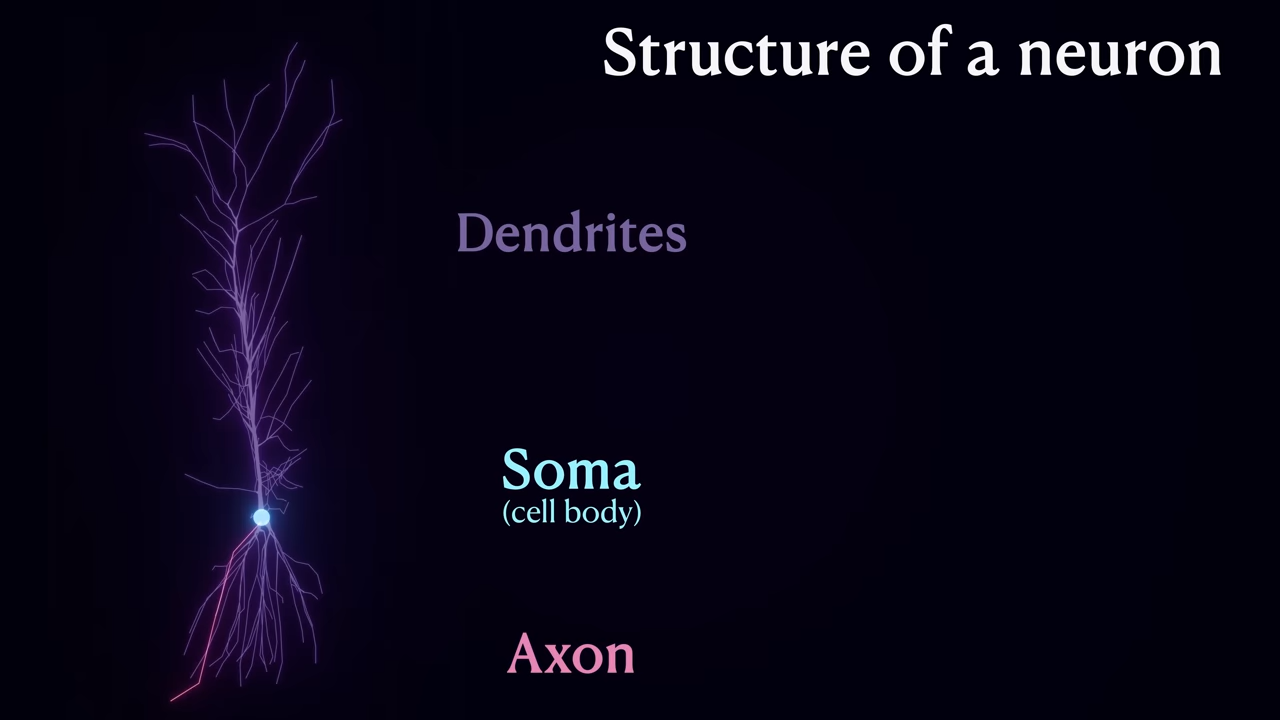 Structure of a neuron
Dendrites
Soma
(cell body)
Axon